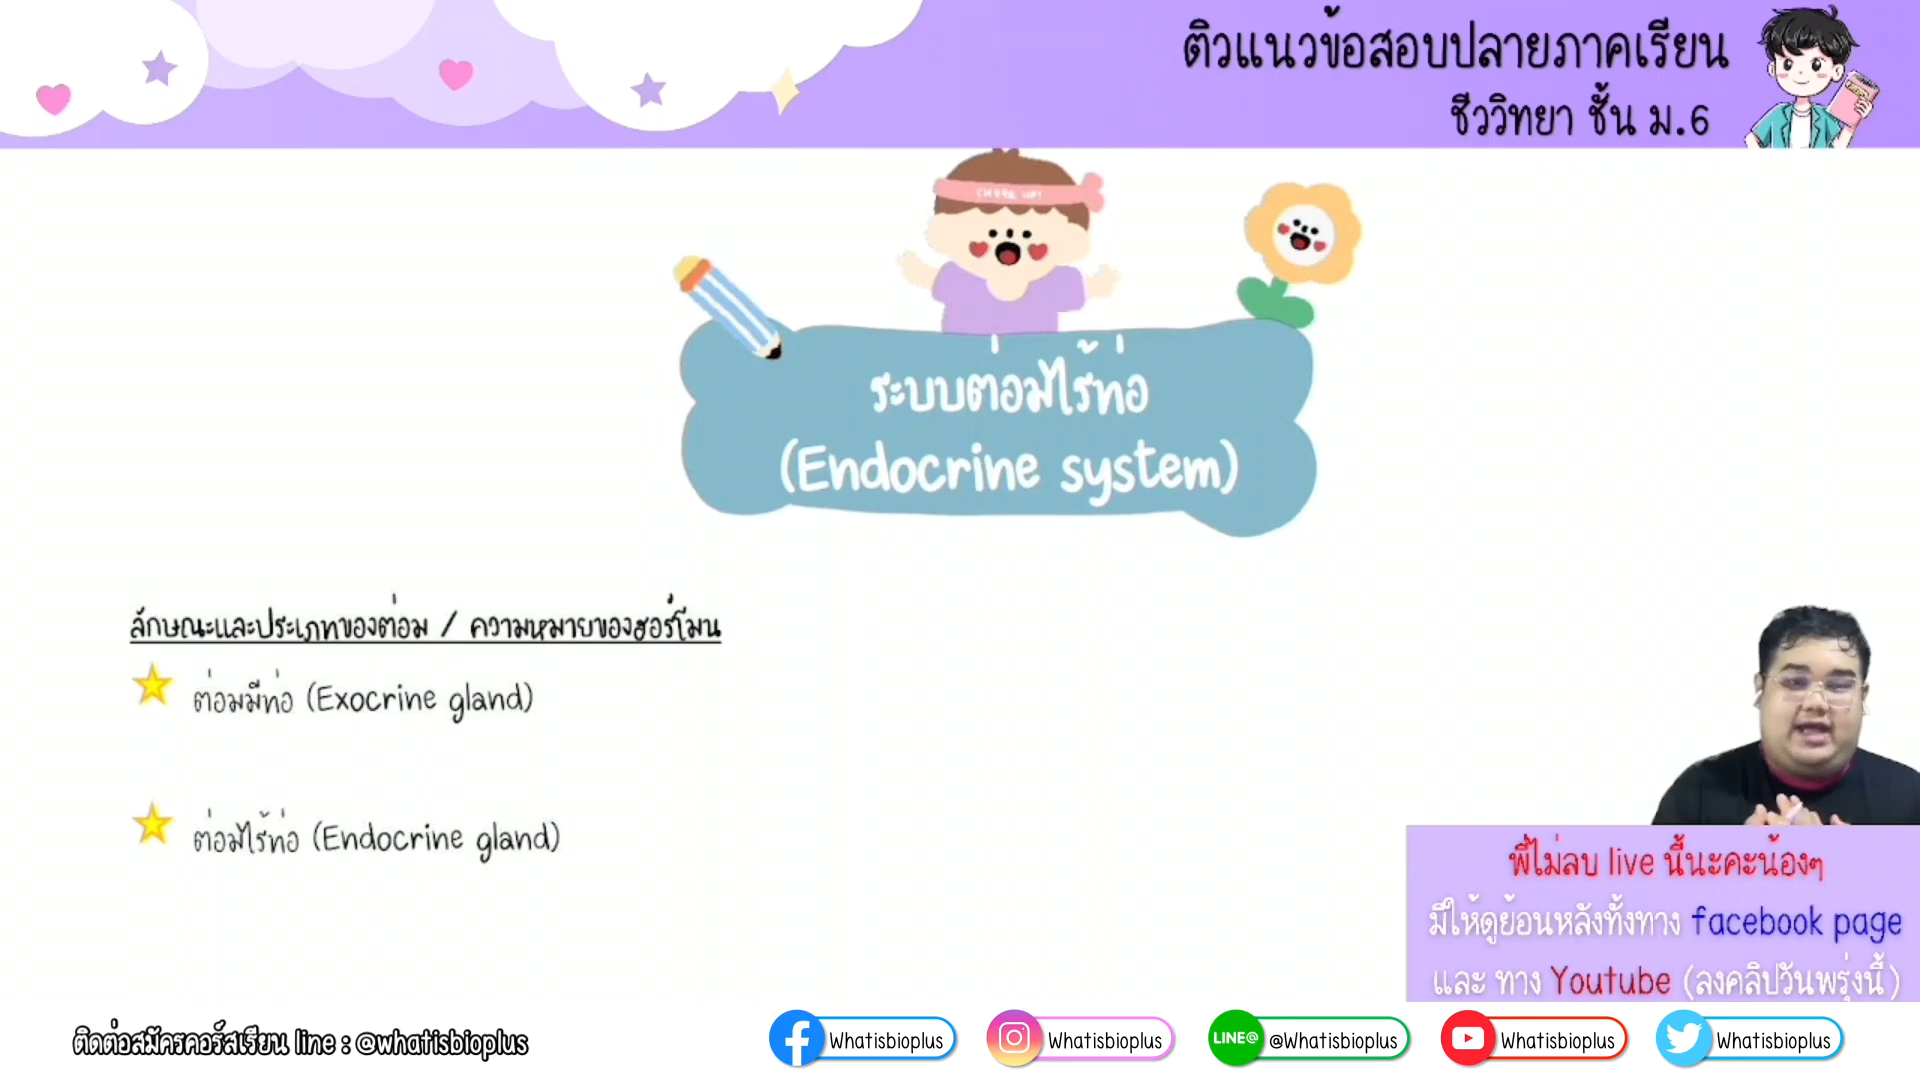 ติวแนวข้อสอบปลายภาคเรียน
ชีววิทยา ชั้น ม.6
CHEER UP!
ระบบต่อมไร้ท่อ
(Endocrine system)
ลักษณะและประเภทของต่อม / ความหมายของฮอร์โมน
ต่อมมีท่อ (Exocrine gland)
ต่อมไร้ท่อ (Endocrine gland)
พี่ไม่ลบ live นี้นะคะน้องๆ
มีให้ดูย้อนหลังทั้งทาง facebook page
และ ทาง Youtube (ลงคลิปวันพรุ่งนี้)
ติดต่อสมัครคอร์สเรียน line : @whatisbioplus
Whatisbioplus
Whatisbioplus
LINE@ @Whatisbioplus
Whatisbioplus
Whatisbioplus